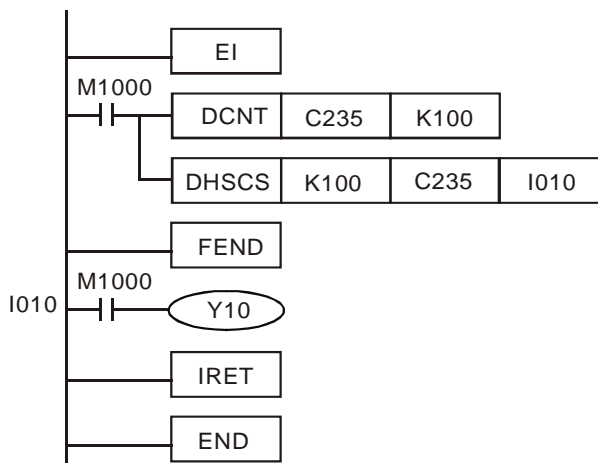 EI
M1000
DCNT C235 K100
DHSCS K100 C235 I010
FEND
M1000
I010 Y10
IRET
END